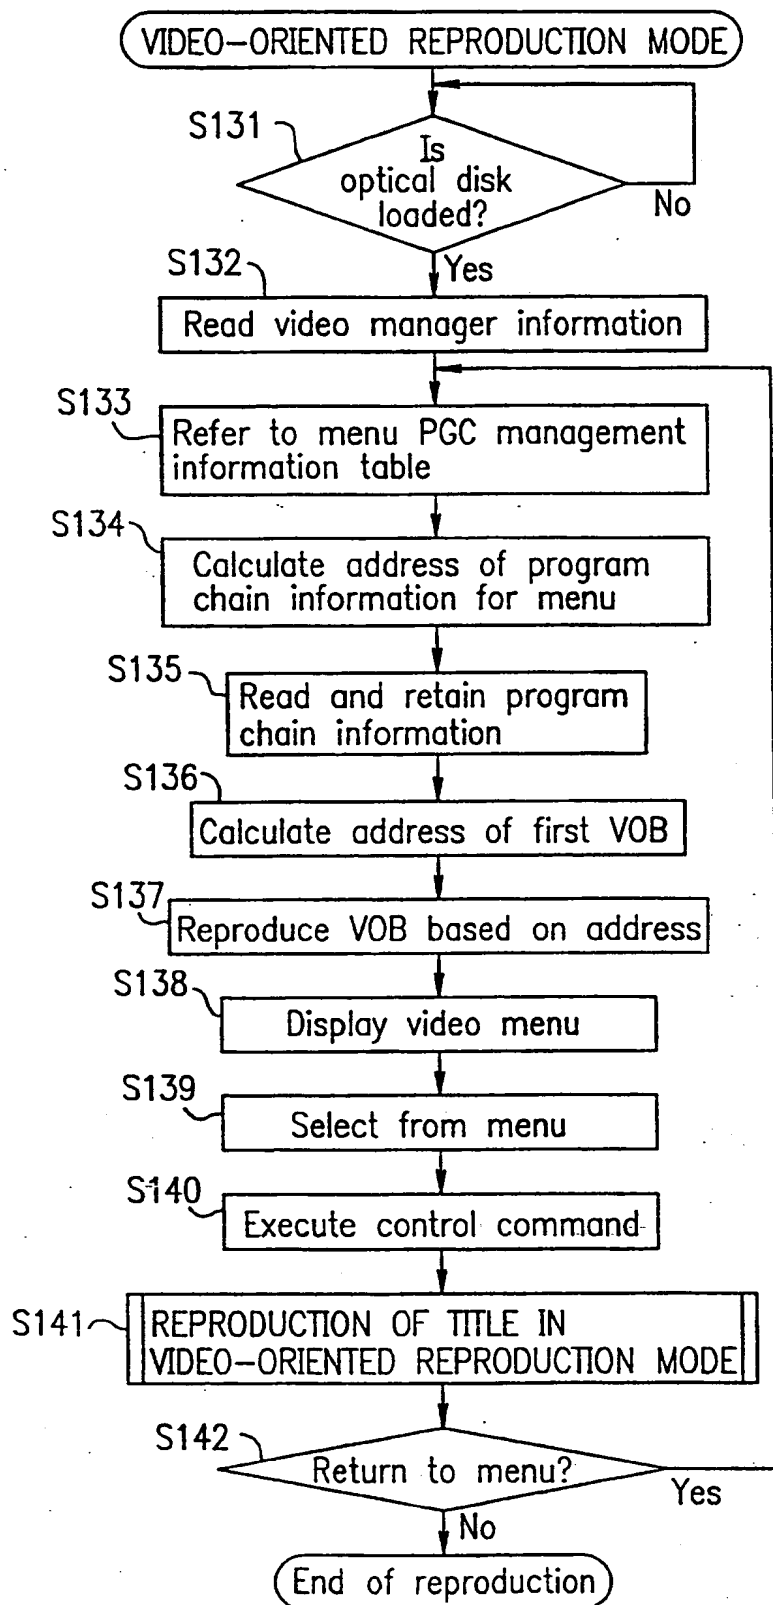 VIDEO-ORIENTED REPRODUCTION MODE
S131
Is
optical disk
loaded?
No
Yes
S132
Read video manager information
S133
Refer to menu PGC management
information table
S134
Calculate address of program
chain information for menu
S135
Read and retain program
chain information
S136
Calculate address of first VOB
S137
Reproduce VOB based on address
S138
Display video menu
S139
Select from menu
S140
Execute control command
S141
REPRODUCTION OF TITLE IN
VIDEO-ORIENTED REPRODUCTION MODE
S142
Return to menu?
Yes
No
End of reproduction